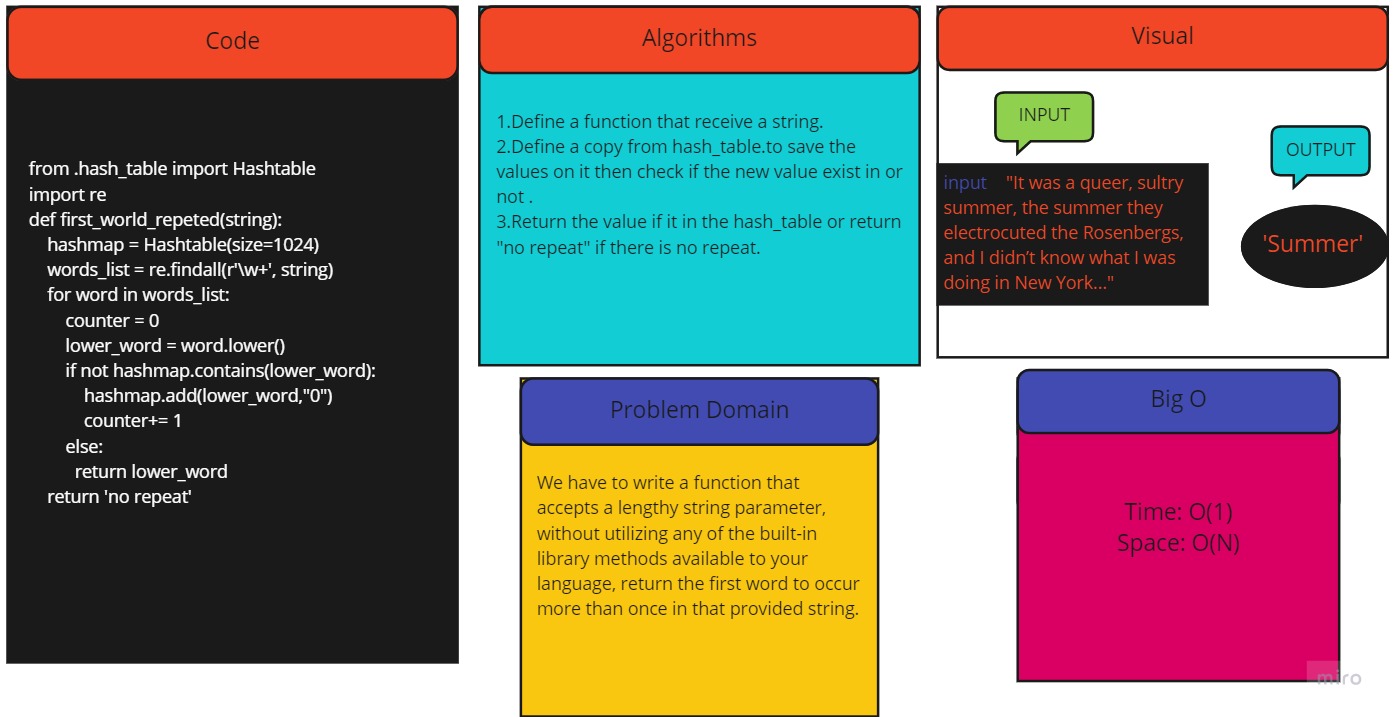 Code
from .hash_table import Hashtable
import re
def first_world_repeted(string):
hashmap = Hashtable(size=1024)
words_list = re.findall(r'\w+', string)
for word in words_list:
counter = 0
lower_word = word.lower()
if not hashmap.contains(lower_word):
hashmap.add(lower_word,"0")
counter+= 1
else:
return lower_word
return 'no repeat'
Algorithms
1.Define a function that receive a string.
2.Define a copy from hash_table.to save the
values on it then check if the new value exist in or
not .
3.Return the value if it in the hash_table or return
"no repeat" if there is no repeat.
Visual
INPUT
OUTPUT
input "It was a queer, sultry
summer, the summer they
electrocuted the Rosenbergs,
and I didn’t know what I was
doing in New York..."
'Summer'
Problem Domain
We have to write a function that
accepts a lengthy string parameter,
without utilizing any of the built-in
library methods available to your
language, return the first word to occur
more than once in that provided string.
Big O
Time: O(1)
Space: O(N)
miro